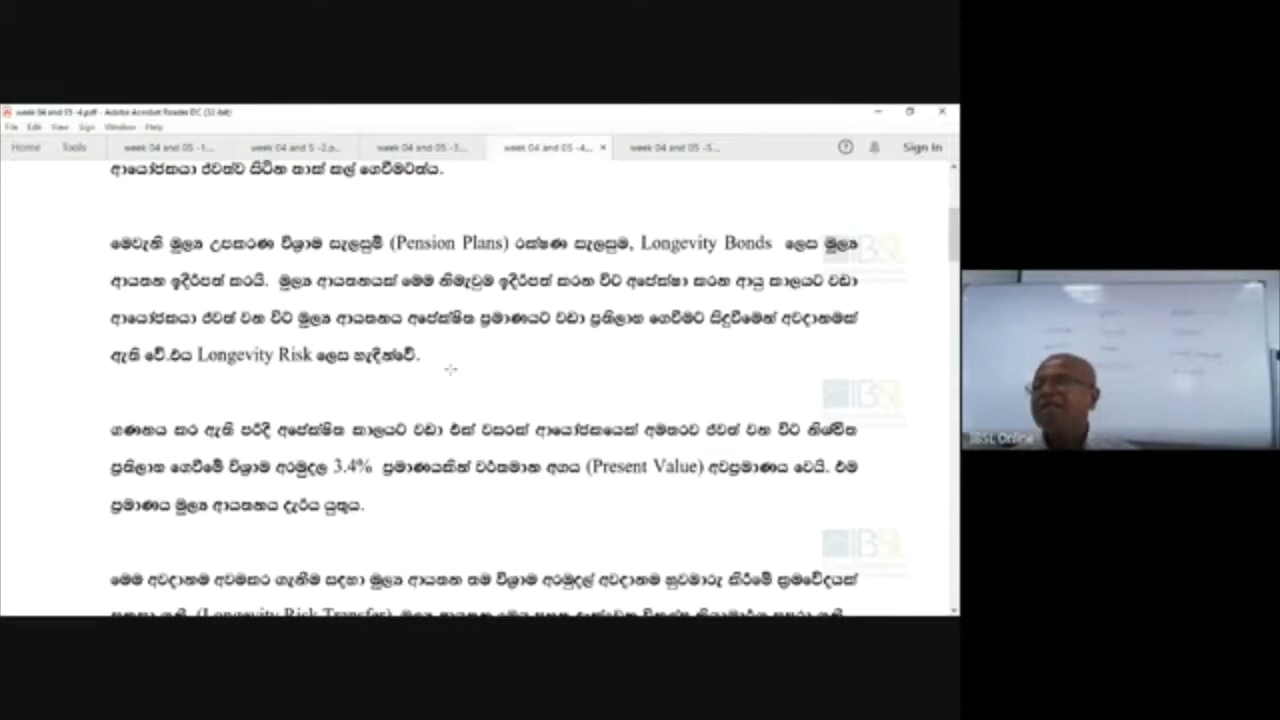 week 04 and 05 -4.pdf - Adobe Acrobat Reader DC (32-bit)
File Edit View Sign Window Help
Home Tools week 04 and 05 -1... week 04 and 5 -2.p... week 04 and 05 -3... week 04 and 05 -4... × week 04 and 05 -5... Sign In
ආයෝජකයා ජීවත්ව සිටින තාක් කල් ගෙවීමටත්ය.
මෙවැනි මූල්‍ය උපකරණ විශ්‍රාම සැලසුම් (Pension Plans) රක්ෂණ සැලසුම්, Longevity Bonds ලෙස මූල්‍ය
ආයතන ඉදිරිපත් කරයි. මූල්‍ය ආයතනයක් මෙම නිමැවුම ඉදිරිපත් කරන විට අපේක්ෂා කරන ආයු කාලයට වඩා
ආයෝජකයා ජීවත් වන විට මූල්‍ය ආයතනය අපේක්ෂිත ප්‍රමාණයට වඩා ප්‍රතිලාභ ගෙවීමට සිදුවීමෙන් අවදානමක්
ඇති වේ.එය Longevity Risk ලෙස හැඳින්වේ.
ගණනය කර ඇති පරිදි අපේක්ෂිත කාලයට වඩා එක් වසරක් ආයෝජකයෙක් අමතරව ජීවත් වන විට නිශ්චිත
ප්‍රතිලාභ ගෙවීමේ විශ්‍රාම අරමුදල 3.4% ප්‍රමාණයකින් වර්තමාන අගය (Present Value) අවප්‍රමාණය වෙයි. එම
ප්‍රමාණය මූල්‍ය ආයතනය දැරිය යුතුය.
මෙම අවදානම අවමකර ගැනීම සඳහා මූල්‍ය ආයතන තම විශ්‍රාම අරමුදල් අවදානම හුවමාරු කිරීමේ ක්‍රමවේදයක්
(Longevity Risk Transfer)
IBSL Online